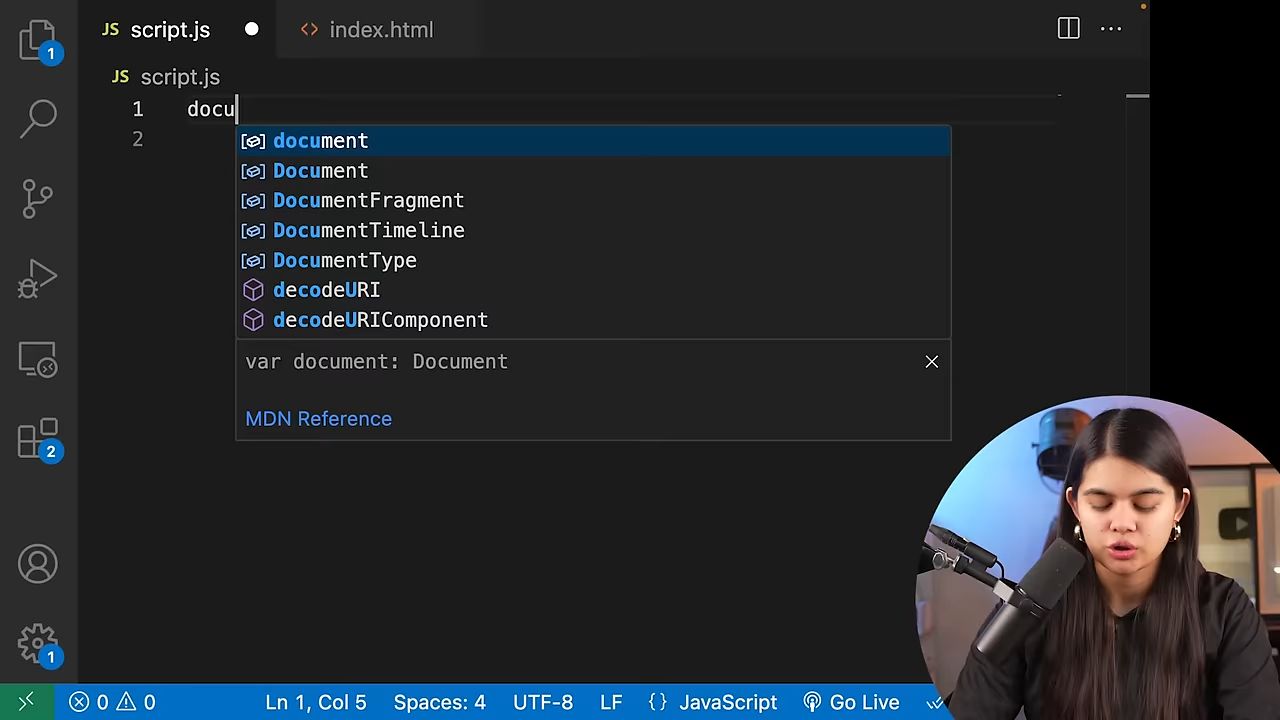 1
JS script.js
<> index.html
JS script.js
1 docu
2
document
Document
DocumentFragment
DocumentTimeline
DocumentType
decodeURI
decodeURIComponent
var document: Document
MDN Reference
2
1
0 0 Ln 1, Col 5 Spaces: 4 UTF-8 LF {} JavaScript Go Live